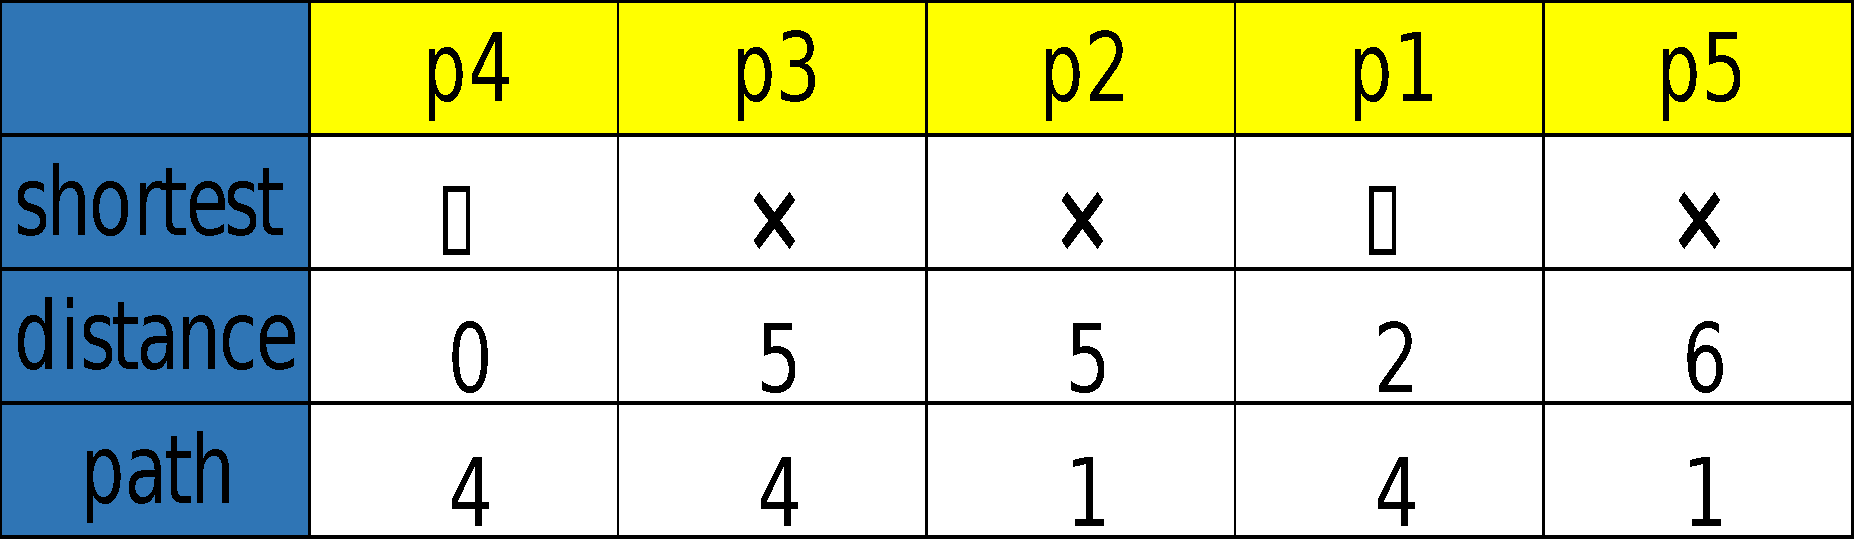 p4 p3 p2 p1 p5
shortest ▯ × × ▯ ×
distance 0 5 5 2 6
path 4 4 1 4 1